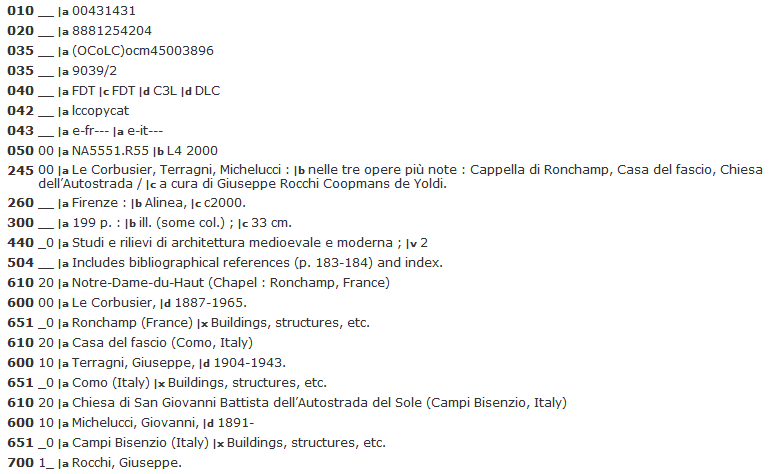 010 __ |a 00431431
020 __ |a 8881254204
035 __ |a (OCoLC)ocm45003896
035 __ |a 9039/2
040 __ |a FDT |c FDT |d C3L |d DLC
042 __ |a lccopycat
043 __ |a e-fr--- |a e-it---
050 00 |a NA5551.R55 |b L4 2000
245 00 |a Le Corbusier, Terragni, Michelucci : |b nelle tre opere più note : Cappella di Ronchamp, Casa del fascio, Chiesa
dell’Autostrada / |c a cura di Giuseppe Rocchi Coopmans de Yoldi.
260 __ |a Firenze : |b Alinea, |c c2000.
300 __ |a 199 p. : |b ill. (some col.) ; |c 33 cm.
440 _0 |a Studi e rilievi di architettura medioevale e moderna ; |v 2
504 __ |a Includes bibliographical references (p. 183-184) and index.
610 20 |a Notre-Dame-du-Haut (Chapel : Ronchamp, France)
600 00 |a Le Corbusier, |d 1887-1965.
651 _0 |a Ronchamp (France) |x Buildings, structures, etc.
610 20 |a Casa del fascio (Como, Italy)
600 10 |a Terragni, Giuseppe, |d 1904-1943.
651 _0 |a Como (Italy) |x Buildings, structures, etc.
610 20 |a Chiesa di San Giovanni Battista dell’Autostrada del Sole (Campi Bisenzio, Italy)
600 10 |a Michelucci, Giovanni, |d 1891-
651 _0 |a Campi Bisenzio (Italy) |x Buildings, structures, etc.
700 1_ |a Rocchi, Giuseppe.